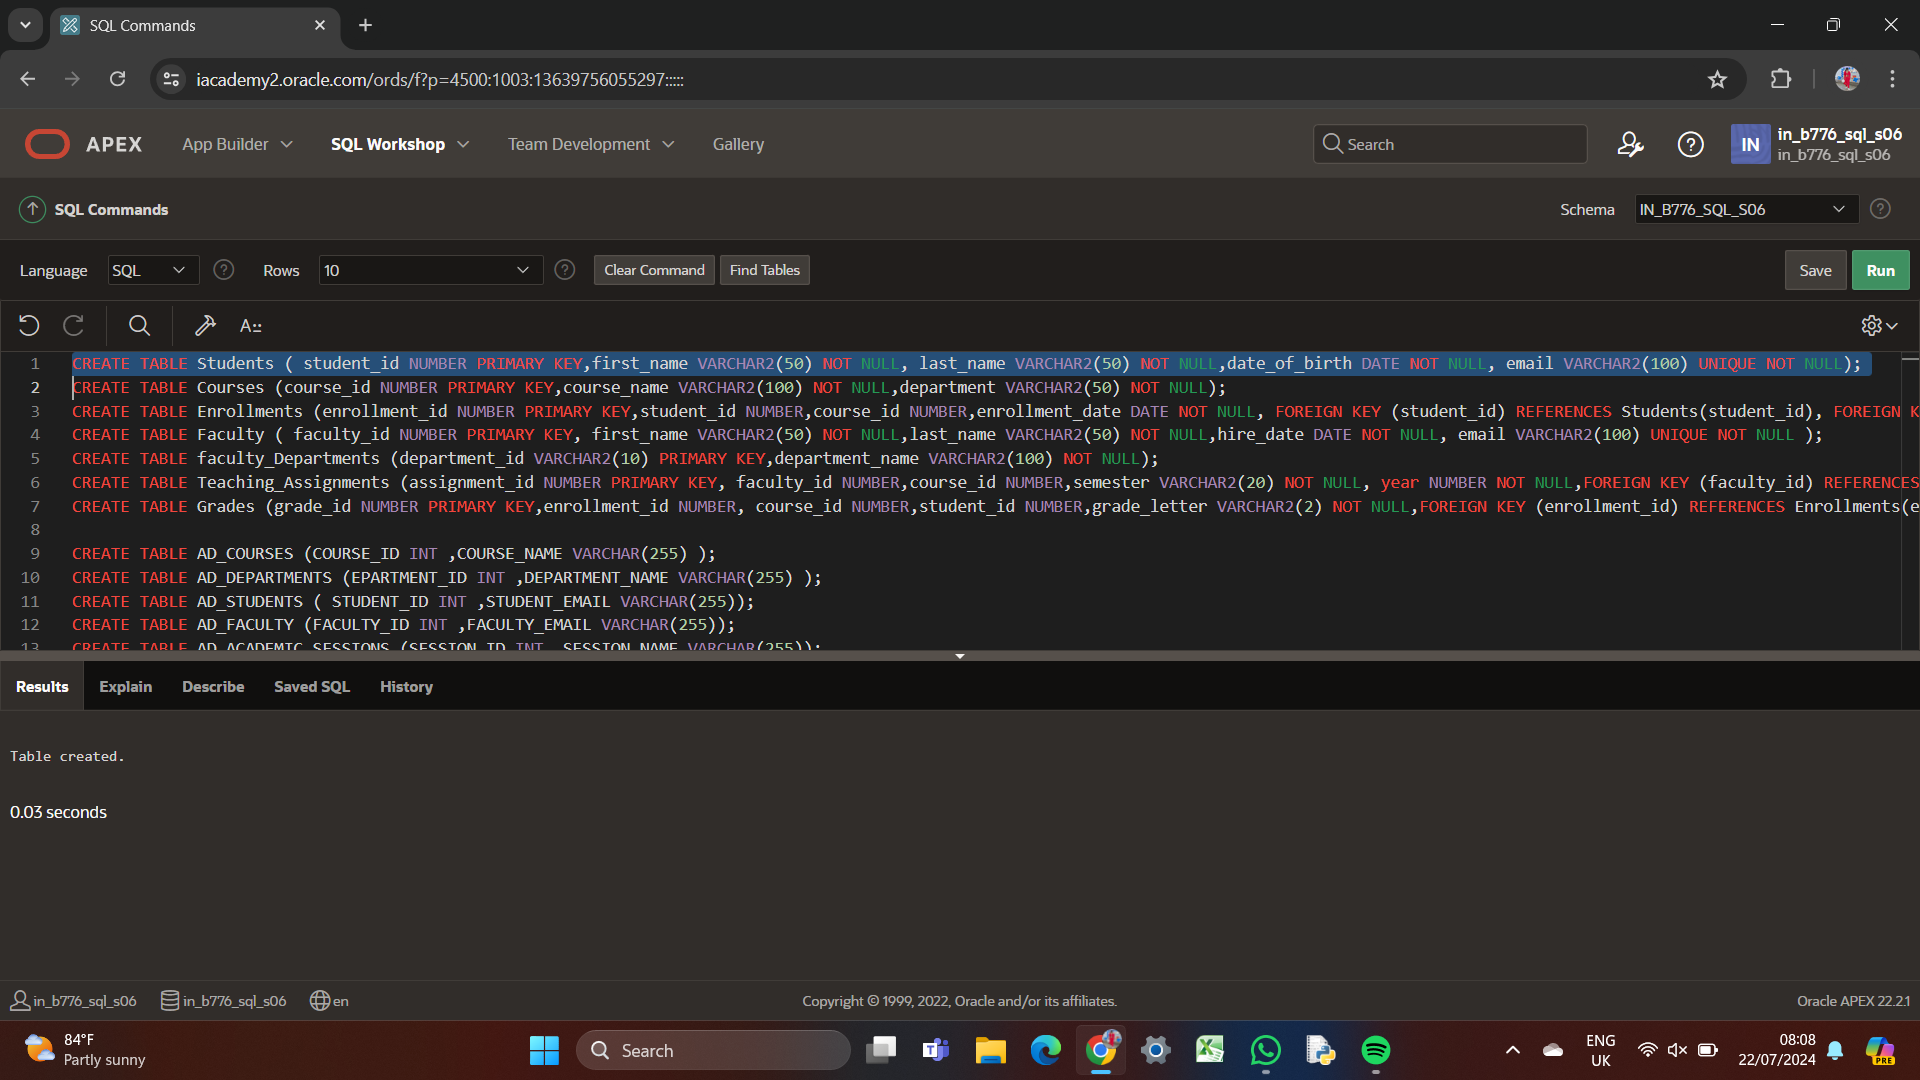 SQL Commands
iacademy2.oracle.com/ords/f?p=4500:1003:13639756055297:::::
APEX App Builder SQL Workshop Team Development Gallery Search IN in_b776_sql_s06
in_b776_sql_s06
SQL Commands Schema IN_B776_SQL_S06
Language SQL Rows 10 Clear Command Find Tables Save Run
A::
1 CREATE TABLE Students ( student_id NUMBER PRIMARY KEY,first_name VARCHAR2(50) NOT NULL, last_name VARCHAR2(50) NOT NULL,date_of_birth DATE NOT NULL, email VARCHAR2(100) UNIQUE NOT NULL);
2 CREATE TABLE Courses (course_id NUMBER PRIMARY KEY,course_name VARCHAR2(100) NOT NULL,department VARCHAR2(50) NOT NULL);
3 CREATE TABLE Enrollments (enrollment_id NUMBER PRIMARY KEY,student_id NUMBER,course_id NUMBER,enrollment_date DATE NOT NULL, FOREIGN KEY (student_id) REFERENCES Students(student_id), FOREIGN K
4 CREATE TABLE Faculty ( faculty_id NUMBER PRIMARY KEY, first_name VARCHAR2(50) NOT NULL,last_name VARCHAR2(50) NOT NULL,hire_date DATE NOT NULL, email VARCHAR2(100) UNIQUE NOT NULL );
5 CREATE TABLE faculty_Departments (department_id VARCHAR2(10) PRIMARY KEY,department_name VARCHAR2(100) NOT NULL);
6 CREATE TABLE Teaching_Assignments (assignment_id NUMBER PRIMARY KEY, faculty_id NUMBER,course_id NUMBER,semester VARCHAR2(20) NOT NULL, year NUMBER NOT NULL,FOREIGN KEY (faculty_id) REFERENCES
7 CREATE TABLE Grades (grade_id NUMBER PRIMARY KEY,enrollment_id NUMBER, course_id NUMBER,student_id NUMBER,grade_letter VARCHAR2(2) NOT NULL,FOREIGN KEY (enrollment_id) REFERENCES Enrollments(e
8
9 CREATE TABLE AD_COURSES (COURSE_ID INT ,COURSE_NAME VARCHAR(255) );
10 CREATE TABLE AD_DEPARTMENTS (EPARTMENT_ID INT ,DEPARTMENT_NAME VARCHAR(255) );
11 CREATE TABLE AD_STUDENTS ( STUDENT_ID INT ,STUDENT_EMAIL VARCHAR(255));
12 CREATE TABLE AD_FACULTY (FACULTY_ID INT ,FACULTY_EMAIL VARCHAR(255));
13 CREATE TABLE AD_ACADEMIC_SESSIONS (SESSION_ID INT ,SESSION_NAME VARCHAR(255));
Results Explain Describe Saved SQL History
Table created.
0.03 seconds
in_b776_sql_s06 in_b776_sql_s06 en Copyright © 1999, 2022, Oracle and/or its affiliates. Oracle APEX 22.2.1
84°F
Partly sunny
Search
ENG
UK
08:08
22/07/2024
PRE